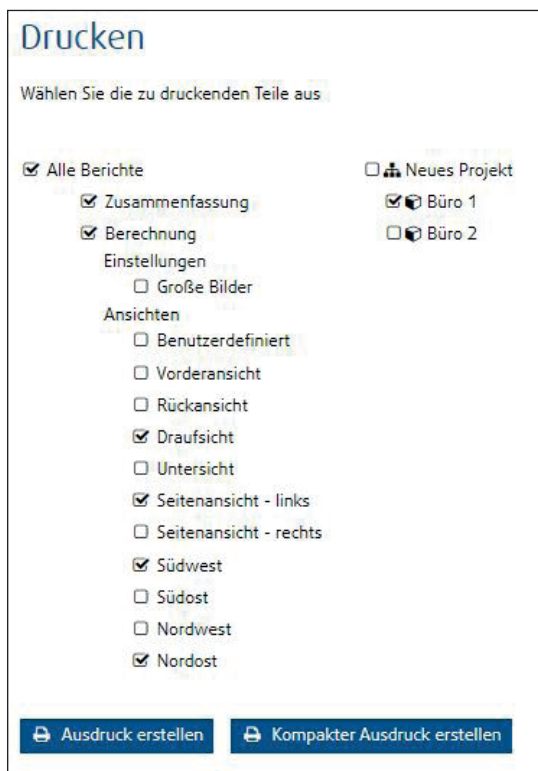 Drucken
Wählen Sie die zu druckenden Teile aus
Alle Berichte
Zusammenfassung
Berechnung
Einstellungen
Große Bilder
Ansichten
Benutzerdefiniert
Vorderansicht
Rückansicht
Draufsicht
Untersicht
Seitenansicht - links
Seitenansicht - rechts
Südwest
Südost
Nordwest
Nordost
Neues Projekt
Büro 1
Büro 2
Ausdruck erstellen
Kompakter Ausdruck erstellen